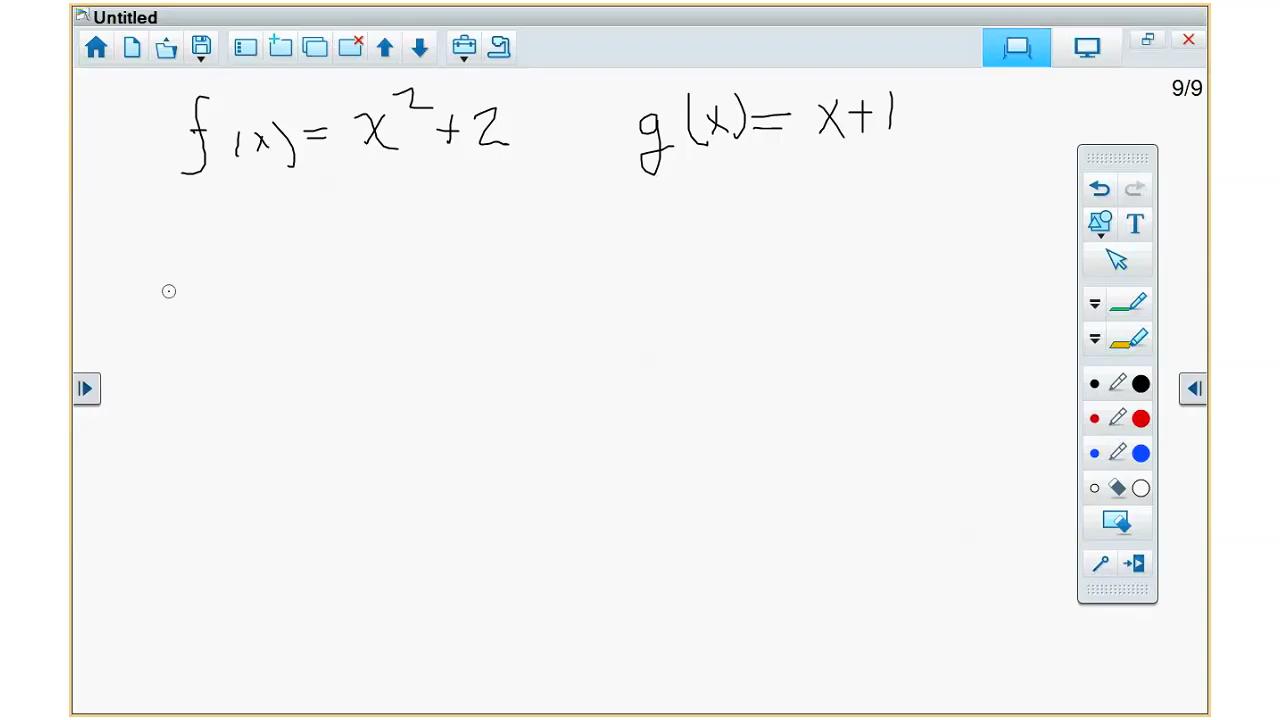 Untitled
9/9
f(x) = x² + 2 g(x) = x + 1
T